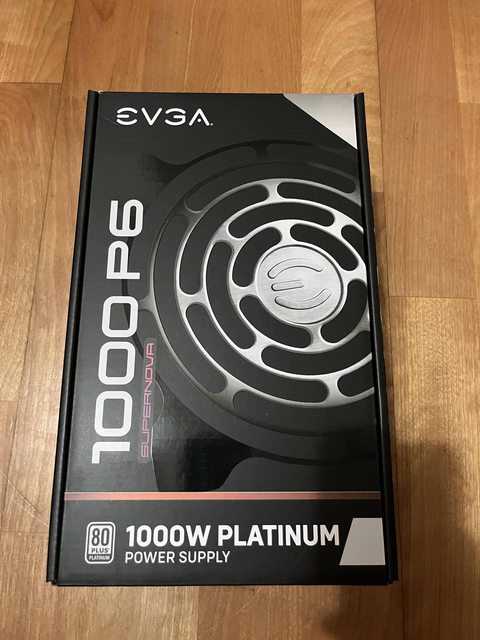 EVGA
1000 P6
SUPERNOVA
80
PLUS
PLATINUM
1000W PLATINUM
POWER SUPPLY